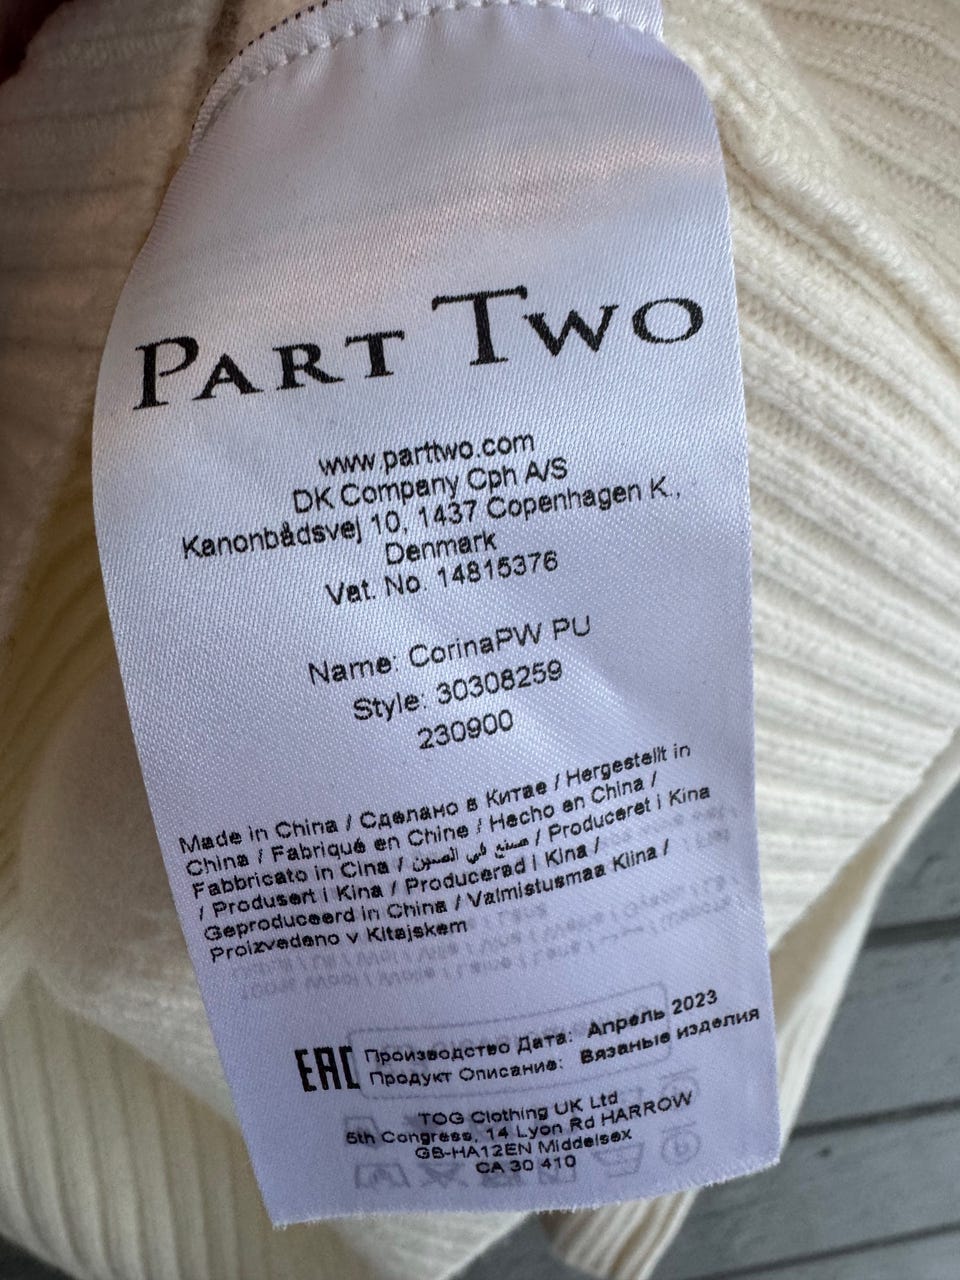 PART TWO
www.parttwo.com
DK Company Cph A/S
Kanonbådsvej 10, 1437 Copenhagen K.,
Denmark
Vat. No. 14815376
Name: CorinaPW PU
Style: 30308259
230900
Made in China / Сделано в Китае / Hergestellt in
China / Fabriqué en Chine / Hecho en China /
Fabbricato in Cina / صنع في الصين / Produceret i Kina
/ Produsert i Kina / Producerad i Kina /
Geproduceerd in China / Valmistusmaa Kiina /
Proizvedeno v Kitajskem
EAC Производство Дата: Апрель 2023
Продукт Описание: Вязаные изделия
TOG Clothing UK Ltd
5th Congress, 14 Lyon Rd HARROW
GB-HA12EN Middelsex
CA 30 410